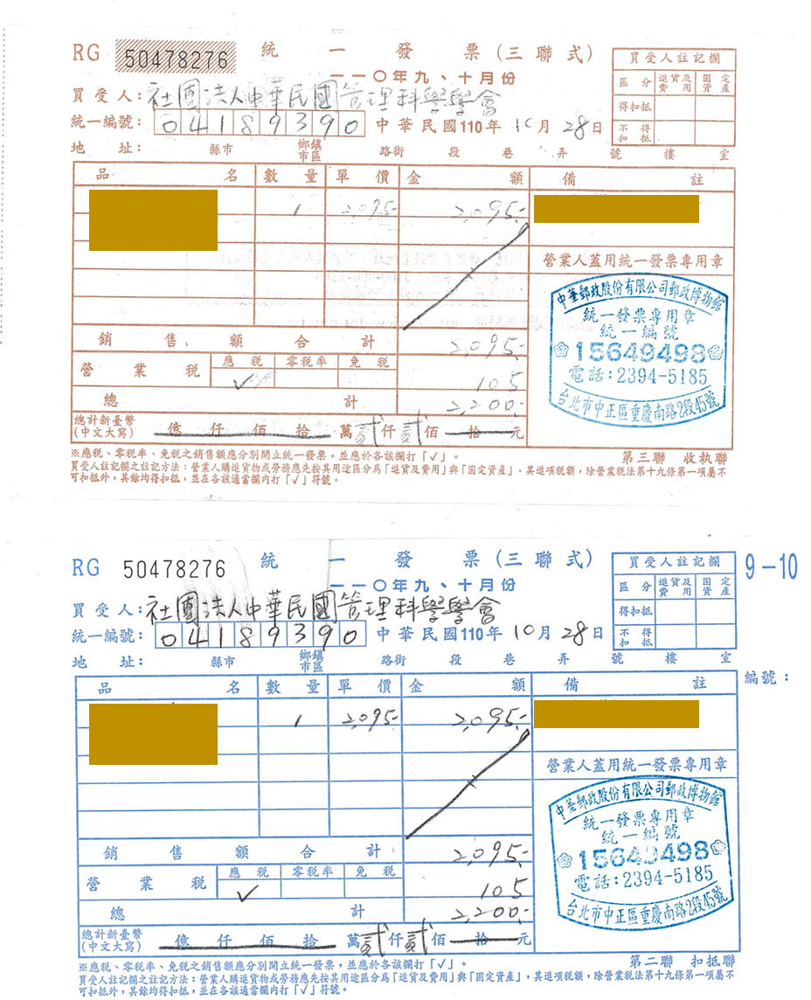 RG 50478276 統一發票(三聯式)
一一〇年九、十月份
買受人註記欄
區分 退貨及費用 固定資產
得扣抵
不得扣抵
買受人:社團法人中華民國管理科學學會
統一編號: 04189390 中華民國110年10月28日
地址: 縣市 鄉鎮市區 路街 段 巷 弄 號 樓 室
品名 數量 單價 金額 備註
1 2,095- 2,095.-
營業人蓋用統一發票專用章
中華郵政股份有限公司郵政博物館
統一發票專用章
統一編號
15649498
電話:2394-5185
台北市中正區重慶南路2段45號
銷售額合計 2,095.-
營業稅 應稅 零稅率 免稅
✓ 105
總計 2,200.-
總計新臺幣(中文大寫) 億仟佰拾萬貳仟貳佰拾元
※應稅、零稅率、免稅之銷售額應分別開立統一發票,並應於各該欄打「✓」。
第三聯 收執聯
買受人註記欄之註記方法:營業人購進貨物或勞務應先按其用途區分為「進貨及費用」與「固定資產」,其進項稅額,除營業稅法第十九條第一項屬不
可扣抵外,其餘均得扣抵,並在各該適當欄內打「✓」符號。
RG 50478276 統一發票(三聯式)
一一〇年九、十月份
買受人註記欄
區分 退貨及費用 固定資產
得扣抵
不得扣抵
9-10
買受人:社團法人中華民國管理科學學會
統一編號: 04189390 中華民國110年10月28日
地址: 縣市 鄉鎮市區 路街 段 巷 弄 號 樓 室
編號:
品名 數量 單價 金額 備註
1 2,095- 2,095.-
營業人蓋用統一發票專用章
中華郵政股份有限公司郵政博物館
統一發票專用章
統一編號
15649498
電話:2394-5185
台北市中正區重慶南路2段45號
銷售額合計 2,095.-
營業稅 應稅 零稅率 免稅
✓ 105
總計 2,200.-
總計新臺幣(中文大寫) 億仟佰拾萬貳仟貳佰拾元
第二聯 扣抵聯
※應稅、零稅率、免稅之銷售額應分別開立統一發票,並應於各該欄打「✓」。
買受人註記欄之註記方法:營業人購進貨物或勞務應先按其用途區分為「進貨及費用」與「固定資產」,其進項稅額,除營業稅法第十九條第一項屬不
可扣抵外,其餘均得扣抵,並在各該適當欄內打「✓」符號。